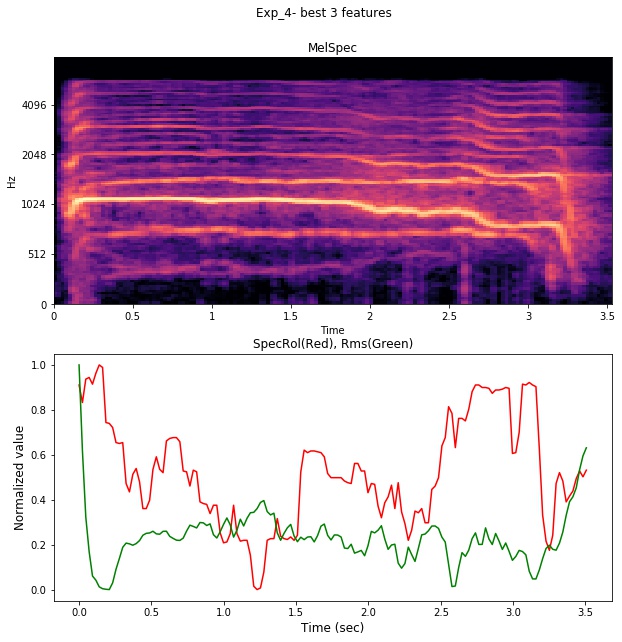 Exp_4- best 3 features
MelSpec
4096
2048
1024
512
0
Hz
0 0.5 1 1.5 2 2.5 3 3.5
Time
SpecRol(Red), Rms(Green)
1.0
0.8
0.6
0.4
0.2
0.0
Normalized value
0.0 0.5 1.0 1.5 2.0 2.5 3.0 3.5
Time (sec)